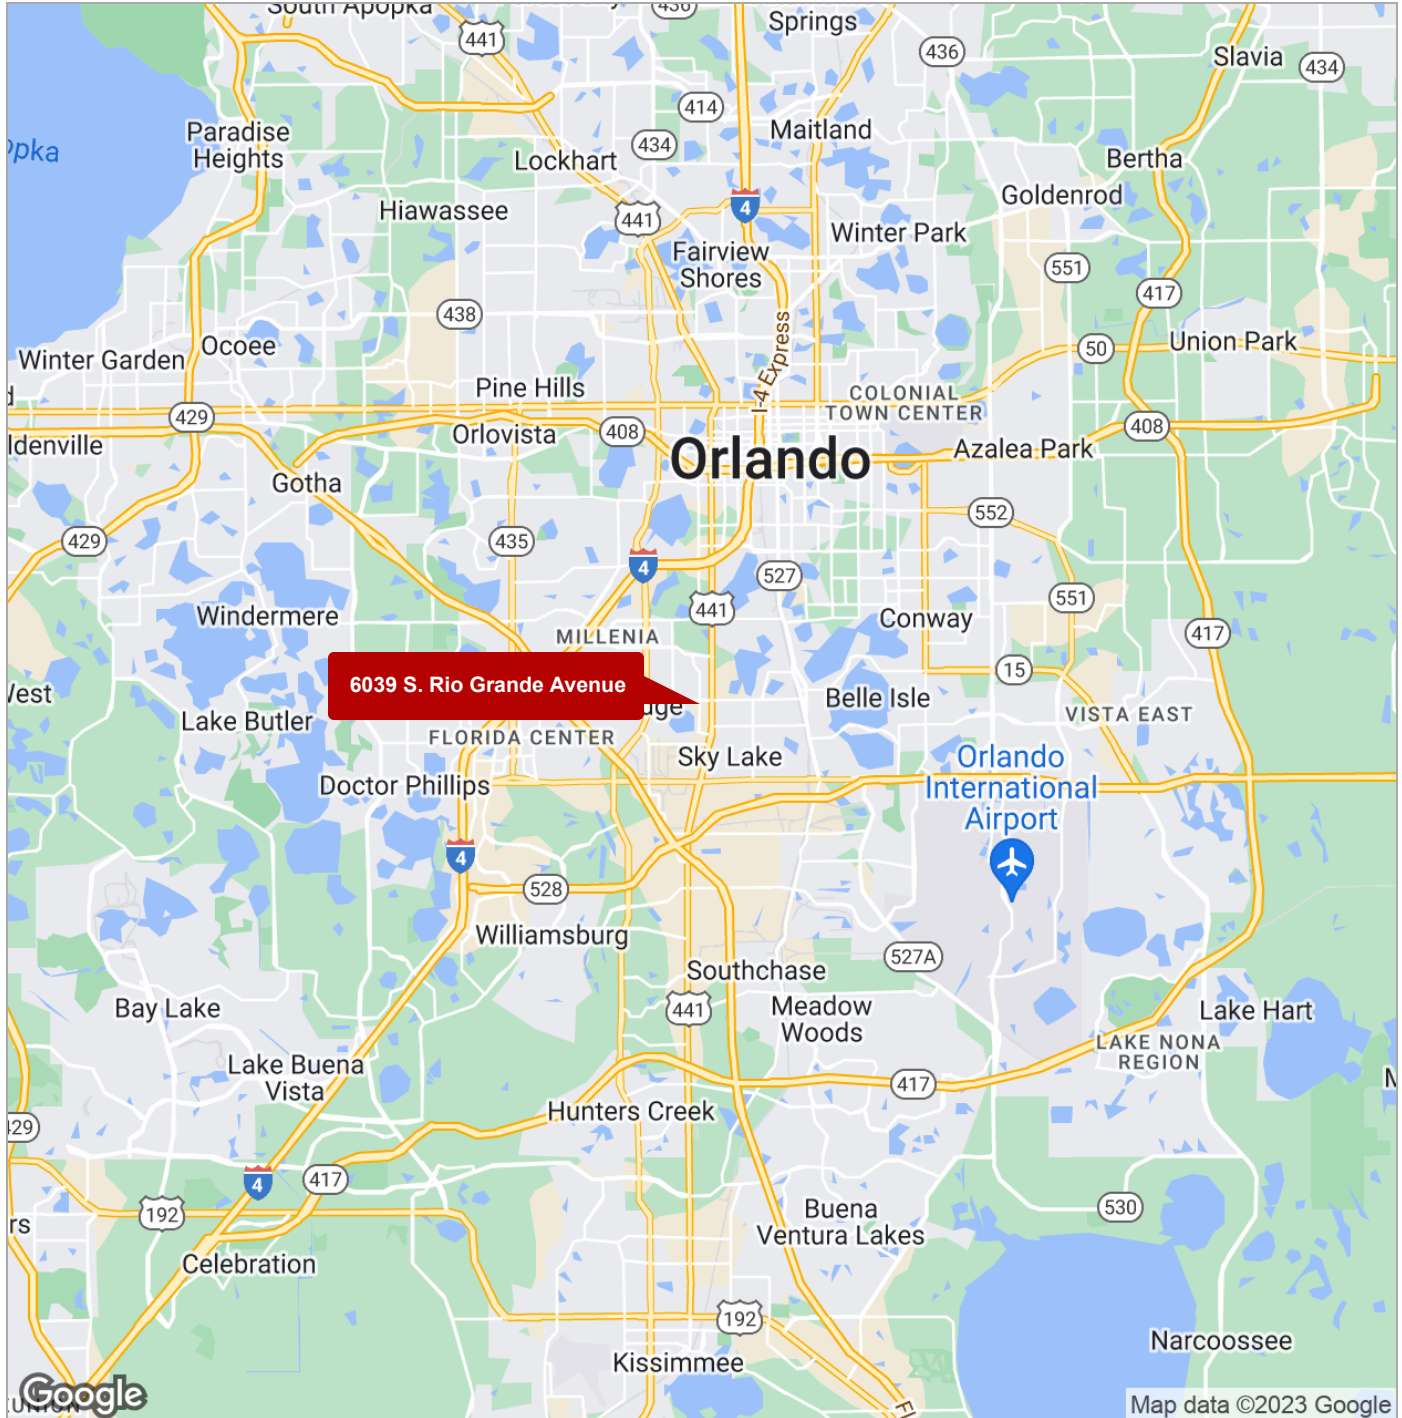 South Apopka
436
441
Springs
436
Slavia
434
414
Paradise
Heights
Maitland
434
Lockhart
Bertha
Goldenrod
4
Hiawassee
441
Winter Park
Fairview
Shores
551
417
438
I-4 Express
Ocoee
Winter Garden
50
Union Park
Pine Hills
COLONIAL
TOWN CENTER
429
408
408
Orlovista
ldenville
Orlando
Azalea Park
Gotha
552
429
435
4
527
441
551
Windermere
Conway
MILLENIA
417
15
6039 S. Rio Grande Avenue
West
Belle Isle
dge
Lake Butler
VISTA EAST
FLORIDA CENTER
Sky Lake
Orlando
International
Airport
Doctor Phillips
4
528
Williamsburg
527A
Southchase
Bay Lake
441
Meadow
Woods
Lake Hart
LAKE NONA
REGION
Lake Buena
Vista
417
Hunters Creek
429
4
417
192
530
rs
Buena
Ventura Lakes
Celebration
192
Narcoossee
Kissimmee
Google
Map data ©2023 Google